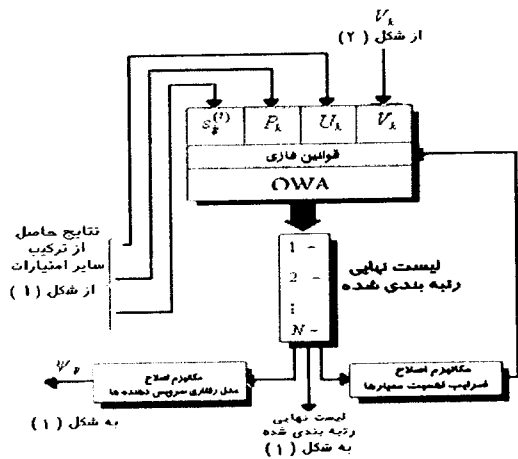 V_k
از شکل ( ۲ )
s_k^(i) P_k U_k V_k
قوانین فازی
OWA
نتایج حاصل
از ترکیب
سایر امتیازات
از شکل ( ۱ )
1 –
2 –
⋮
N –
لیست نهایی
رتبه بندی شده
مکانیزم اصلاح
مدل رفتاری سرویس دهنده ها
مکانیزم اصلاح
ضرایب اهمیت معیارها
به شکل ( ۱ )
لیست نهایی
رتبه بندی شده
به شکل ( ۱ )